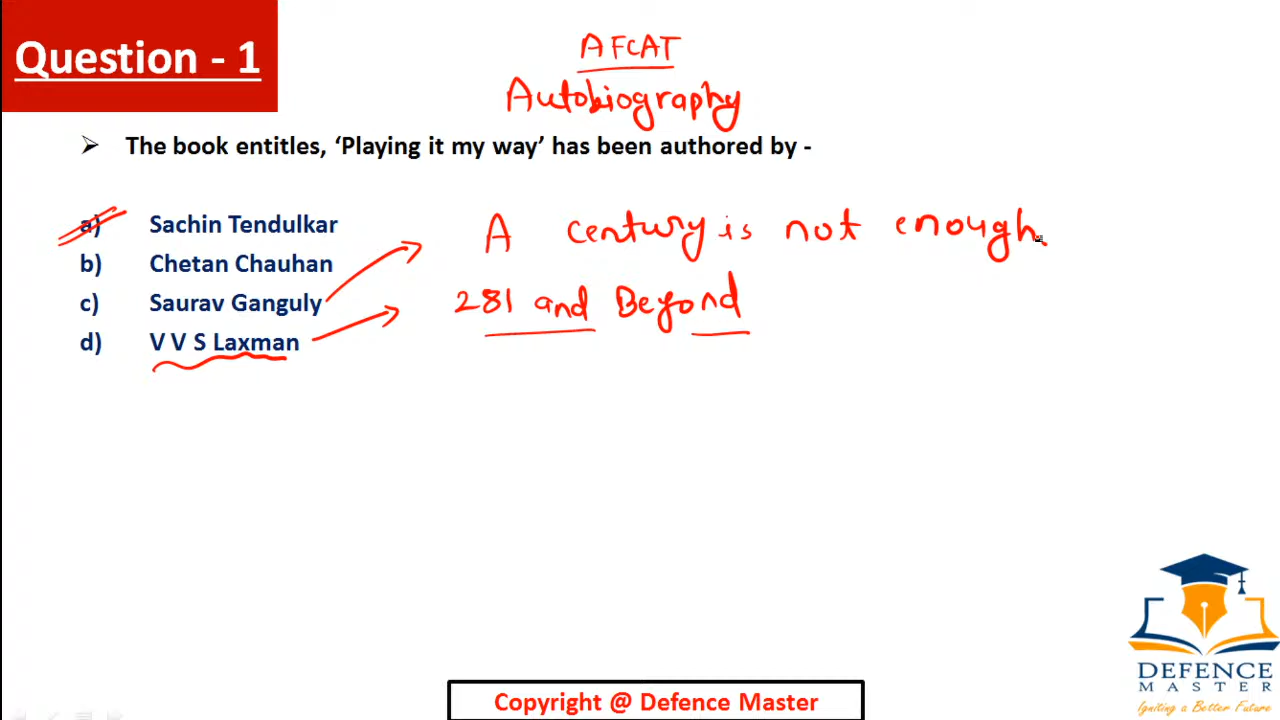 Question - 1
AFCAT
Autobiography
➢ The book entitles, ‘Playing it my way’ has been authored by -
a) Sachin Tendulkar
A century is not enough
b) Chetan Chauhan
c) Saurav Ganguly
281 and Beyond
d) V V S Laxman
DEFENCE
MASTER
Igniting a Better Future
Copyright @ Defence Master